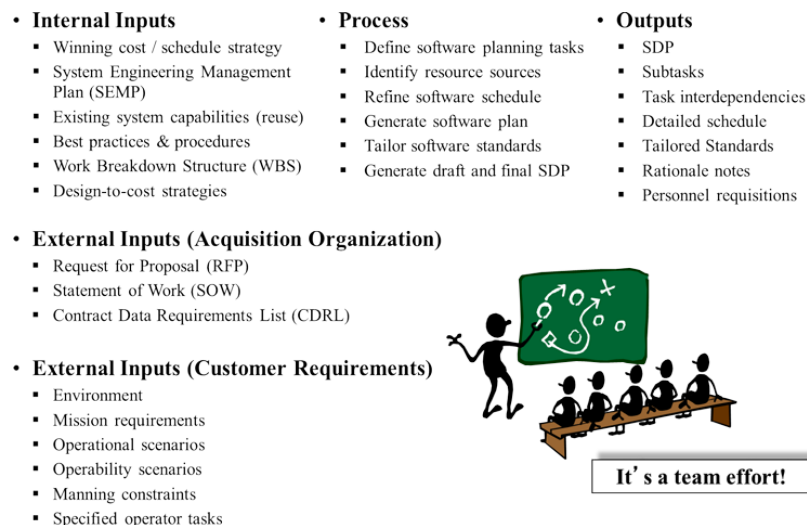 • Internal Inputs
▪ Winning cost / schedule strategy
▪ System Engineering Management
Plan (SEMP)
▪ Existing system capabilities (reuse)
▪ Best practices & procedures
▪ Work Breakdown Structure (WBS)
▪ Design-to-cost strategies
• Process
▪ Define software planning tasks
▪ Identify resource sources
▪ Refine software schedule
▪ Generate software plan
▪ Tailor software standards
▪ Generate draft and final SDP
• Outputs
▪ SDP
▪ Subtasks
▪ Task interdependencies
▪ Detailed schedule
▪ Tailored Standards
▪ Rationale notes
▪ Personnel requisitions
• External Inputs (Acquisition Organization)
▪ Request for Proposal (RFP)
▪ Statement of Work (SOW)
▪ Contract Data Requirements List (CDRL)
• External Inputs (Customer Requirements)
▪ Environment
▪ Mission requirements
▪ Operational scenarios
▪ Operability scenarios
▪ Manning constraints
▪ Specified operator tasks
It's a team effort!